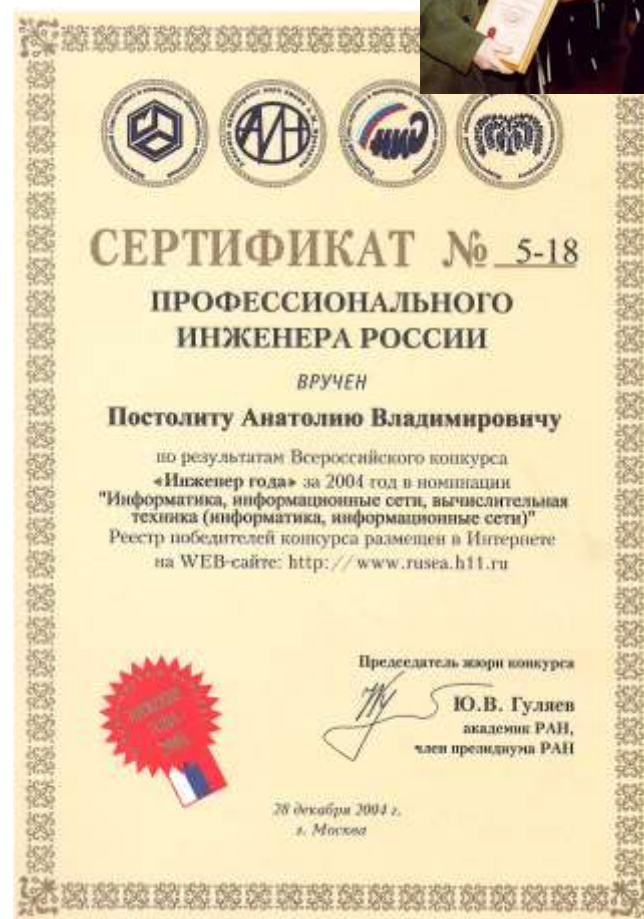 АИН
НИО
СЕРТИФИКАТ № 5-18
ПРОФЕССИОНАЛЬНОГО
ИНЖЕНЕРА РОССИИ
ВРУЧЕН
Постолиту Анатолию Владимировичу
по результатам Всероссийского конкурса
«Инженер года» за 2004 год в номинации
"Информатика, информационные сети, вычислительная
техника (информатика, информационные сети)"
Реестр победителей конкурса размещен в Интернете
на WEB-сайте: http://www.rusea.h11.ru
Председатель жюри конкурса
Ю.В. Гуляев
академик РАН,
член президиума РАН
28 декабря 2004 г.
г. Москва